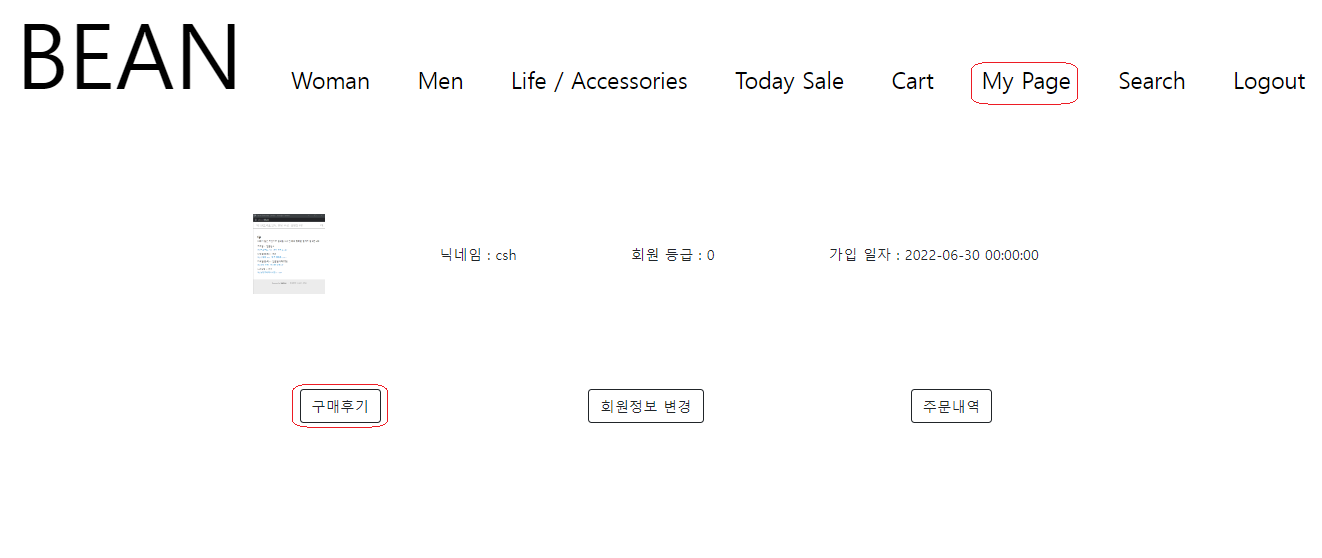 BEAN
Woman Men Life / Accessories Today Sale Cart My Page Search Logout
닉네임 : csh 회원 등급 : 0 가입 일자 : 2022-06-30 00:00:00
구매후기 회원정보 변경 주문내역